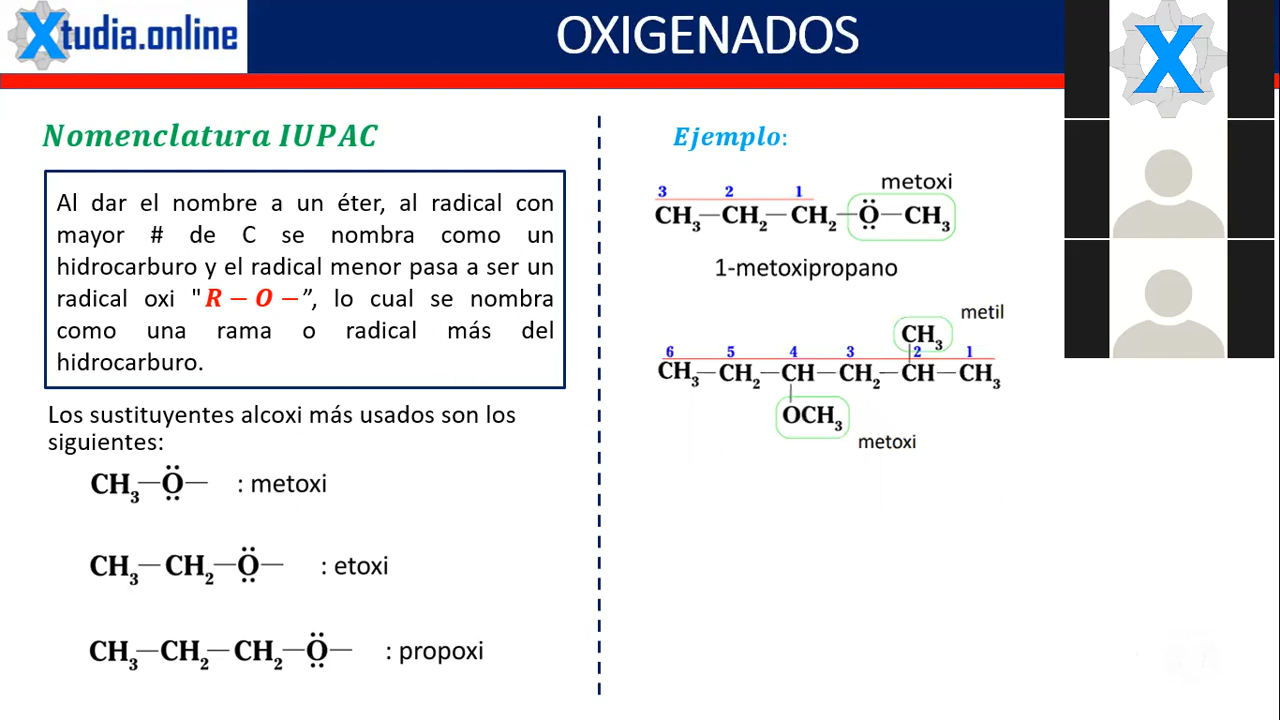 Xtudia.online
OXIGENADOS
X
Nomenclatura IUPAC
Al dar el nombre a un éter, al radical con
mayor # de C se nombra como un
hidrocarburo y el radical menor pasa a ser un
radical oxi "R − O −”, lo cual se nombra
como una rama o radical más del
hidrocarburo.
Los sustituyentes alcoxi más usados son los
siguientes:
CH₃—Ö— : metoxi
CH₃—CH₂—Ö— : etoxi
CH₃—CH₂—CH₂—Ö— : propoxi
Ejemplo:
metoxi
3 2 1
CH₃—CH₂—CH₂—Ö—CH₃
1-metoxipropano
metil
CH₃
6 5 4 3 2 1
CH₃—CH₂—CH—CH₂—CH—CH₃
OCH₃
metoxi